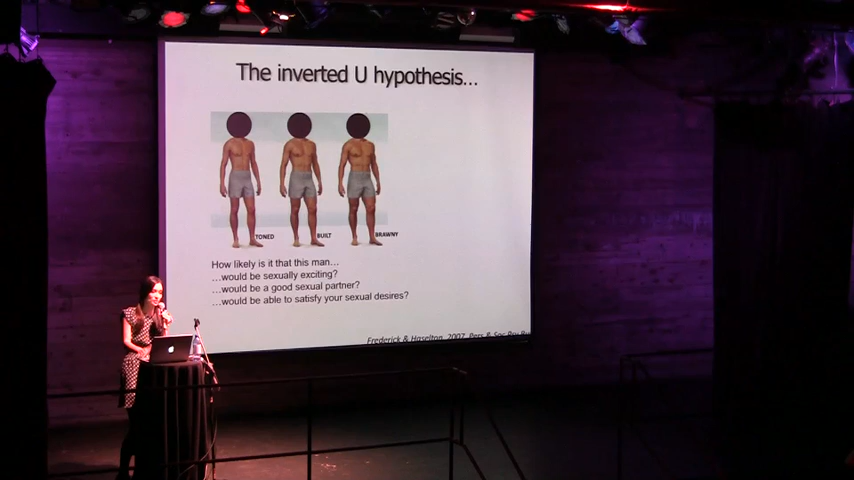 The inverted U hypothesis...
TONED
BUILT
BRAWNY
How likely is it that this man...
...would be sexually exciting?
...would be a good sexual partner?
...would be able to satisfy your sexual desires?
Frederick & Haselton, 2007, Pers & Soc Psy